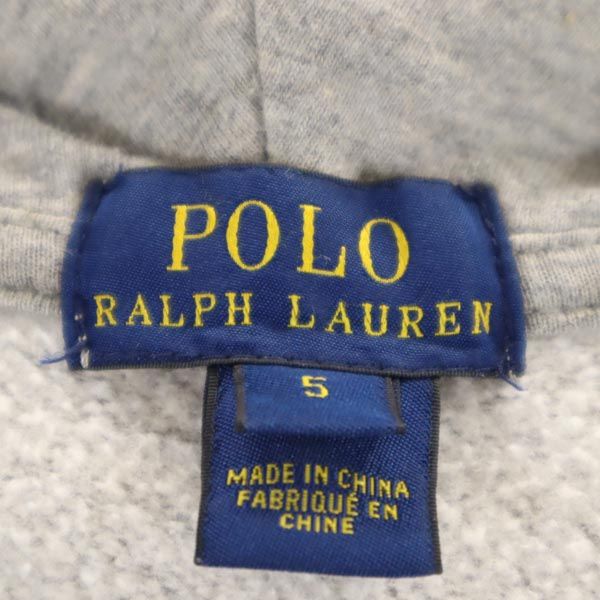 POLO
RALPH LAUREN
5
MADE IN CHINA
FABRIQUÉ EN
CHINE